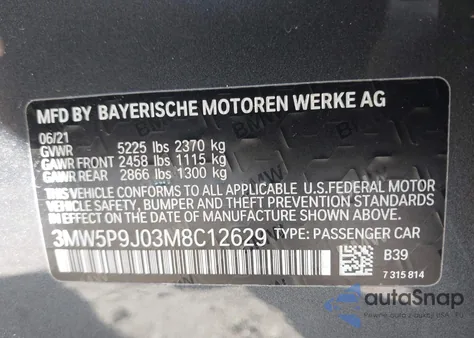 MFD BY BAYERISCHE MOTOREN WERKE AG
06/21
GVWR 5225 lbs 2370 kg
GAWR FRONT 2458 lbs 1115 kg
GAWR REAR 2866 lbs 1300 kg
THIS VEHICLE CONFORMS TO ALL APPLICABLE U.S.FEDERAL MOTOR
VEHICLE SAFETY, BUMPER, AND THEFT PREVENTION STANDARDS IN EFFECT
ON THE DATE OF MANUFACTURE SHOWN ABOVE.
3MW5P9J03M8C12629 TYPE: PASSENGER CAR
B39
7 315 814
autoSnap